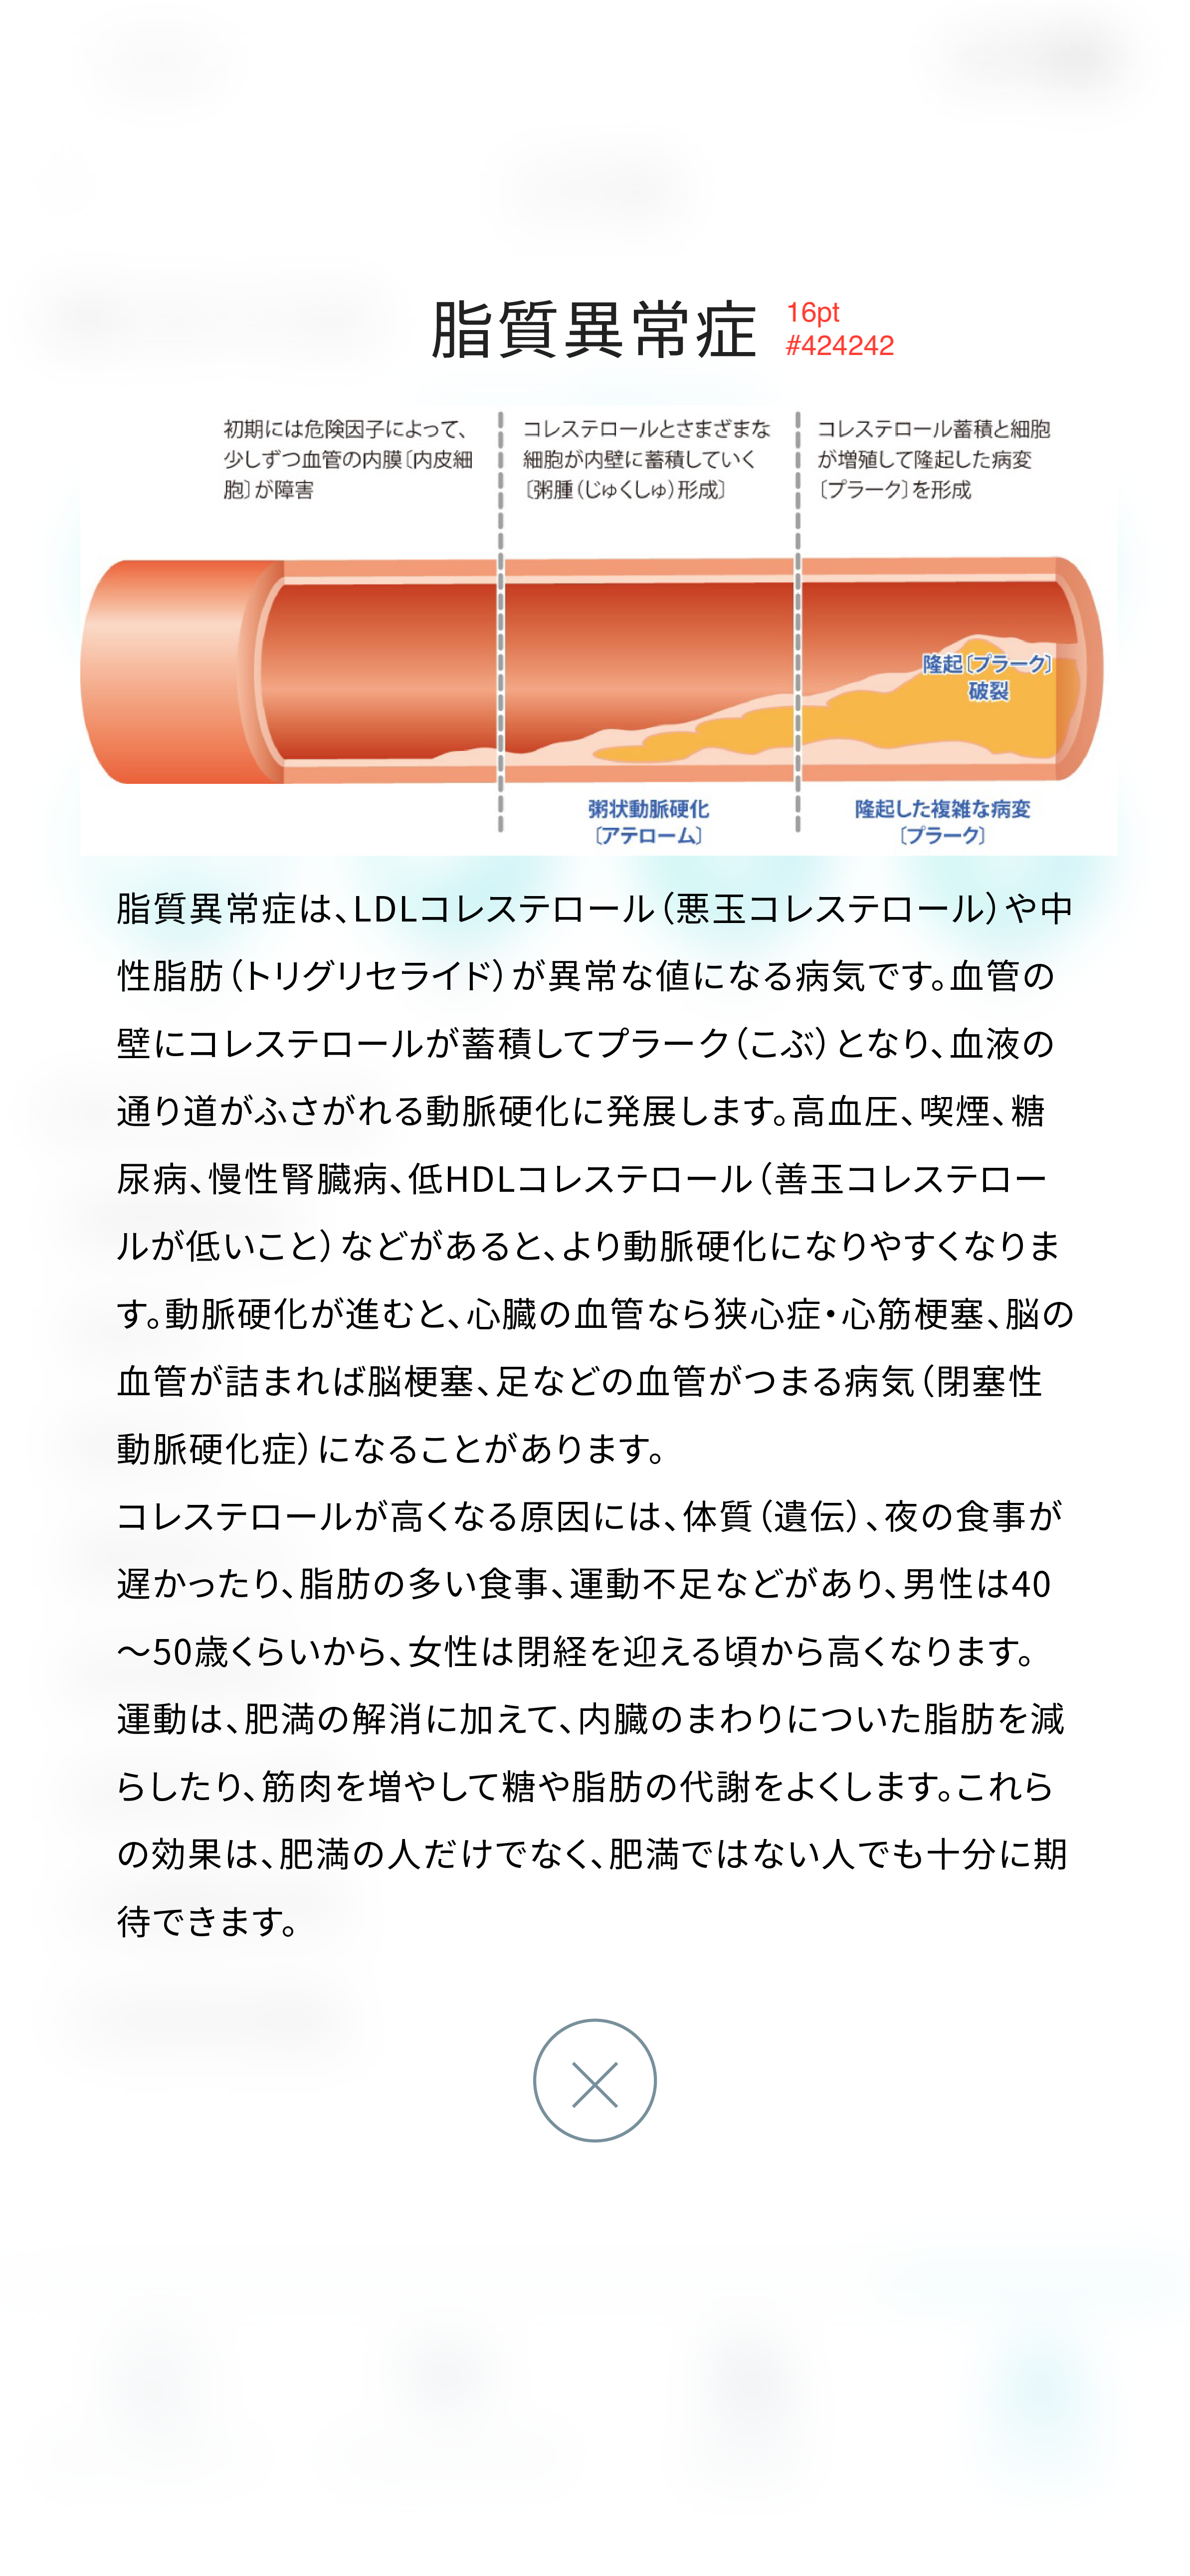 脂質異常症
16pt
#424242
初期には危険因子によって、
少しずつ血管の内膜〔内皮細
胞〕が障害
コレステロールとさまざまな
細胞が内壁に蓄積していく
〔粥腫（じゅくしゅ）形成〕
コレステロール蓄積と細胞
が増殖して隆起した病変
〔プラーク〕を形成
隆起〔プラーク〕
破裂
粥状動脈硬化
〔アテローム〕
隆起した複雑な病変
〔プラーク〕
脂質異常症は、LDLコレステロール（悪玉コレステロール）や中
性脂肪（トリグリセライド）が異常な値になる病気です。血管の
壁にコレステロールが蓄積してプラーク（こぶ）となり、血液の
通り道がふさがれる動脈硬化に発展します。高血圧、喫煙、糖
尿病、慢性腎臓病、低HDLコレステロール（善玉コレステロー
ルが低いこと）などがあると、より動脈硬化になりやすくなりま
す。動脈硬化が進むと、心臓の血管なら狭心症・心筋梗塞、脳の
血管が詰まれば脳梗塞、足などの血管がつまる病気（閉塞性
動脈硬化症）になることがあります。
コレステロールが高くなる原因には、体質（遺伝）、夜の食事が
遅かったり、脂肪の多い食事、運動不足などがあり、男性は40
～50歳くらいから、女性は閉経を迎える頃から高くなります。
運動は、肥満の解消に加えて、内臓のまわりについた脂肪を減
らしたり、筋肉を増やして糖や脂肪の代謝をよくします。これら
の効果は、肥満の人だけでなく、肥満ではない人でも十分に期
待できます。